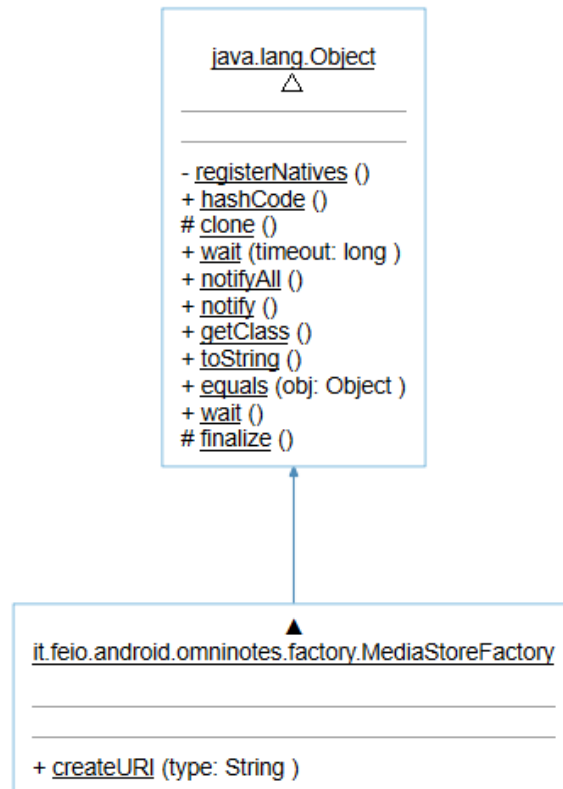 java.lang.Object
- registerNatives ()
+ hashCode ()
# clone ()
+ wait (timeout: long )
+ notifyAll ()
+ notify ()
+ getClass ()
+ toString ()
+ equals (obj: Object )
+ wait ()
# finalize ()
it.feio.android.omninotes.factory.MediaStoreFactory
+ createURI (type: String )